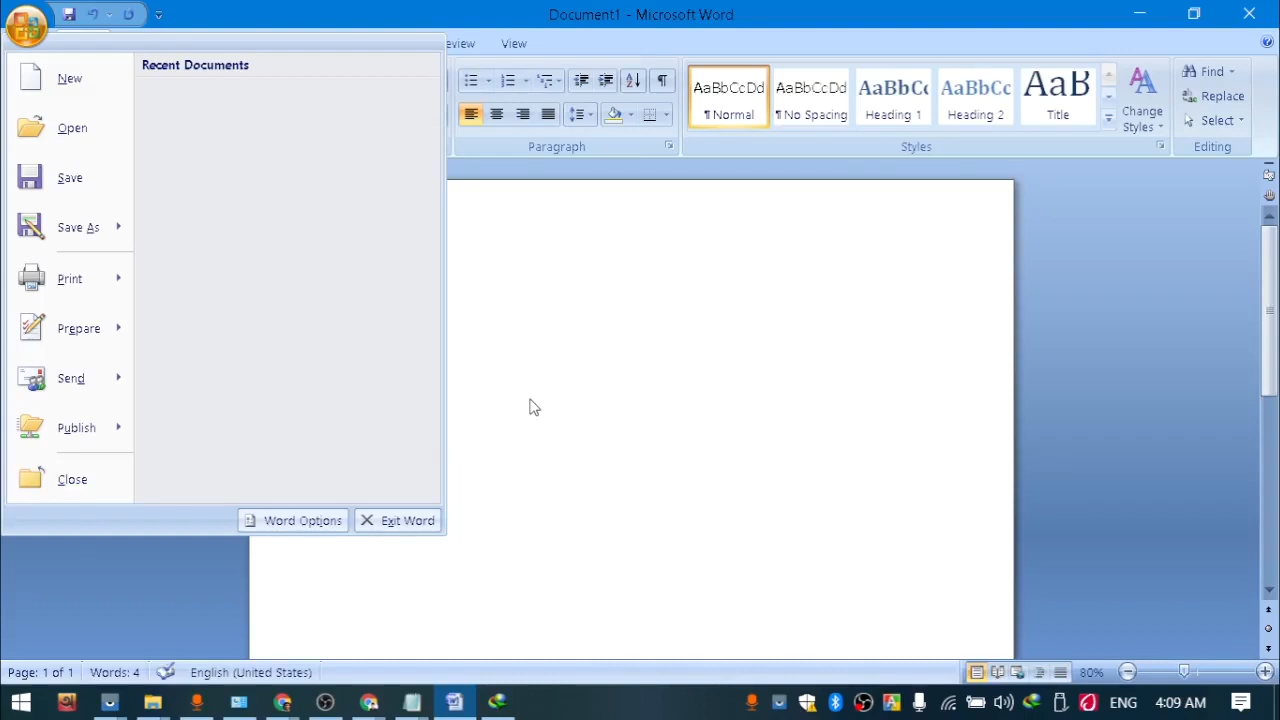 Document1 - Microsoft Word
View
New
Open
Save
Save As
Print
Prepare
Send
Publish
Close
Recent Documents
Word Options
Exit Word
AaBbCcDd
¶ Normal
AaBbCcDd
¶ No Spacing
AaBbCc
Heading 1
AaBbCc
Heading 2
AaB
Title
Change
Styles
Find
Replace
Select
Paragraph
Styles
Editing
Page: 1 of 1
Words: 4
English (United States)
80%
ENG
4:09 AM